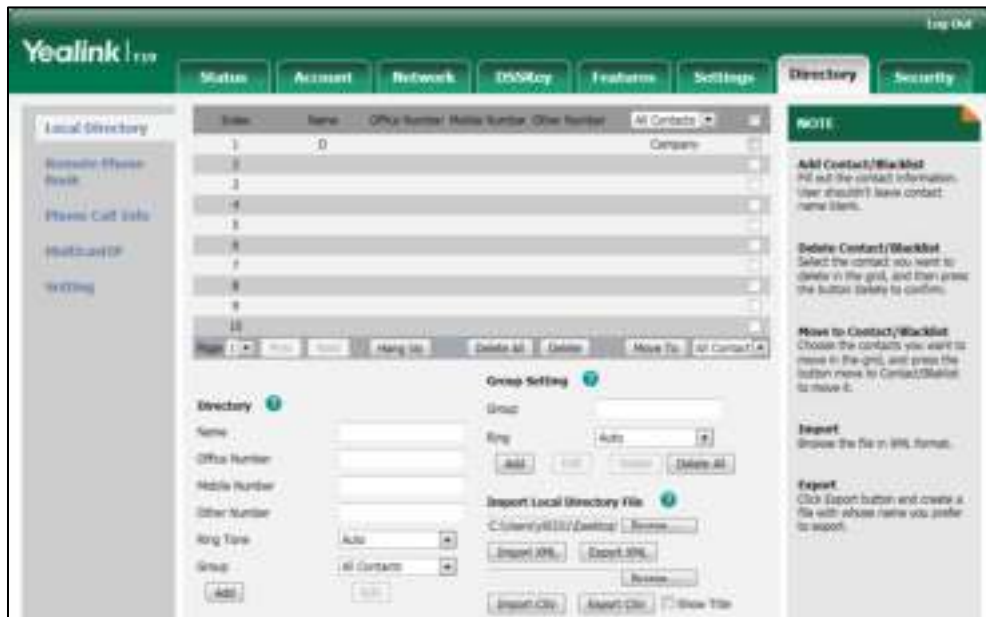 Log Out
Yealink | T19
Status Account Network DSSKey Features Settings Directory Security
Local Directory
Remote Phone Book
Phone Call Info
Multicast IP
Setting
Index Name Office Number Mobile Number Other Number All Contacts
1 D Company
2
3
4
5
6
7
8
9
10
Page 1 Prev Next Hang Up Delete All Delete Move To All Contact
Directory
Name
Office Number
Mobile Number
Other Number
Ring Tone Auto
Group All Contacts
Add Edit
Group Setting
Group
Ring Auto
Add Edit Delete Delete All
Import Local Directory File
Browse...
Import XML Export XML
Browse...
Import CSV Export CSV Show Title
NOTE
Add Contact/Blacklist
Fill out the contact information.
User shouldn't leave contact
name blank.
Delete Contact/Blacklist
Select the contact you want to
delete in the grid, and then press
the button Delete to confirm.
Move to Contact/Blacklist
Choose the contacts you want to
move in the grid, and press the
button move to Contact/Blacklist
to move it.
Import
Browse the file in XML format.
Export
Click Export button and create a
file with whose name you prefer
to export.